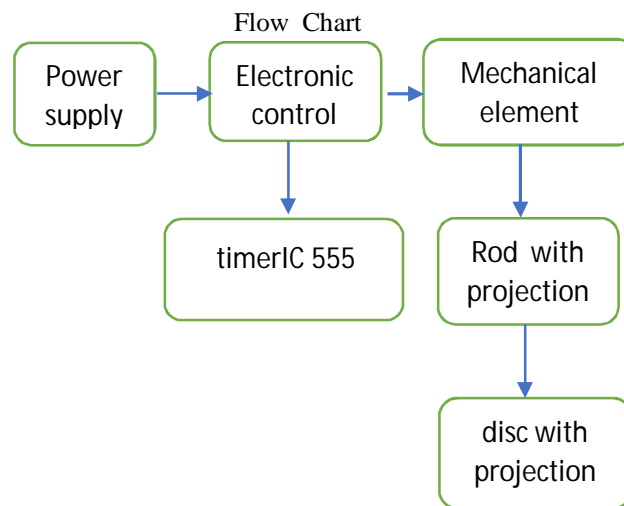 Flow Chart
Power
supply
Electronic
control
Mechanical
element
timerIC 555
Rod with
projection
disc with
projection